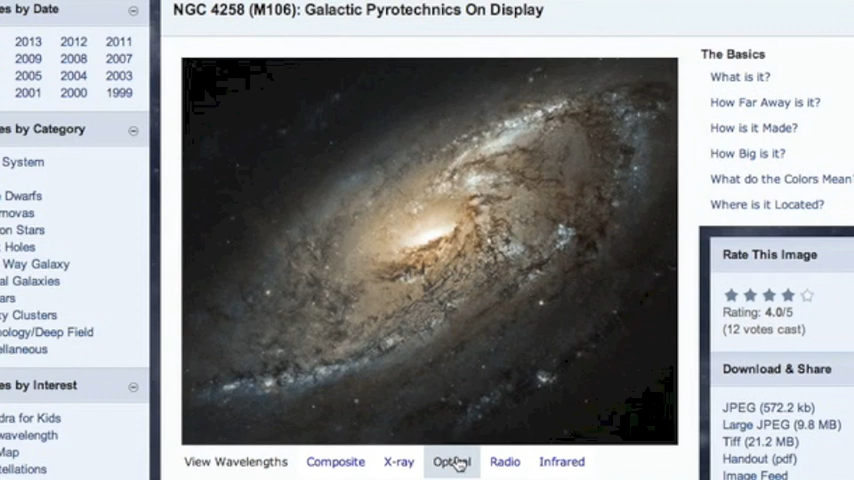 es by Date
2013 2012 2011
2009 2008 2007
2005 2004 2003
2001 2000 1999
es by Category
System
Dwarfs
novas
on Stars
Holes
Way Galaxy
al Galaxies
ars
y Clusters
ology/Deep Field
ellaneous
es by Interest
dra for Kids
wavelength
Map
tellations
NGC 4258 (M106): Galactic Pyrotechnics On Display
View Wavelengths Composite X-ray Optical Radio Infrared
The Basics
What is it?
How Far Away is it?
How is it Made?
How Big is it?
What do the Colors Mean
Where is it Located?
Rate This Image
Rating: 4.0/5
(12 votes cast)
Download & Share
JPEG (572.2 kb)
Large JPEG (9.8 MB)
Tiff (21.2 MB)
Handout (pdf)
Image Feed